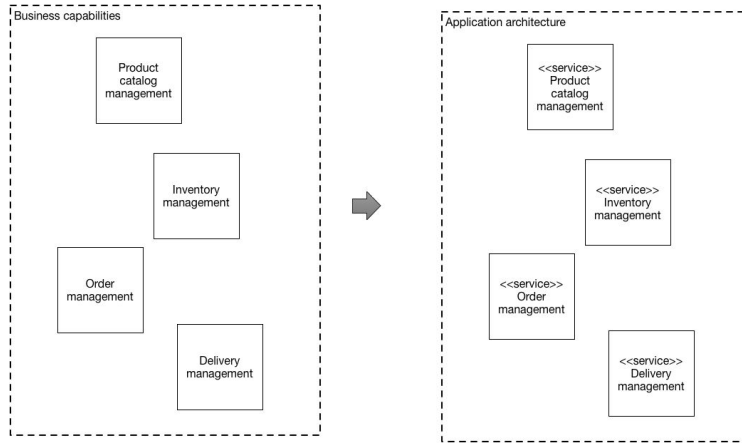 Business capabilities
Product
catalog
management
Inventory
management
Order
management
Delivery
management
Application architecture
<<service>>
Product
catalog
management
<<service>>
Inventory
management
<<service>>
Order
management
<<service>>
Delivery
management